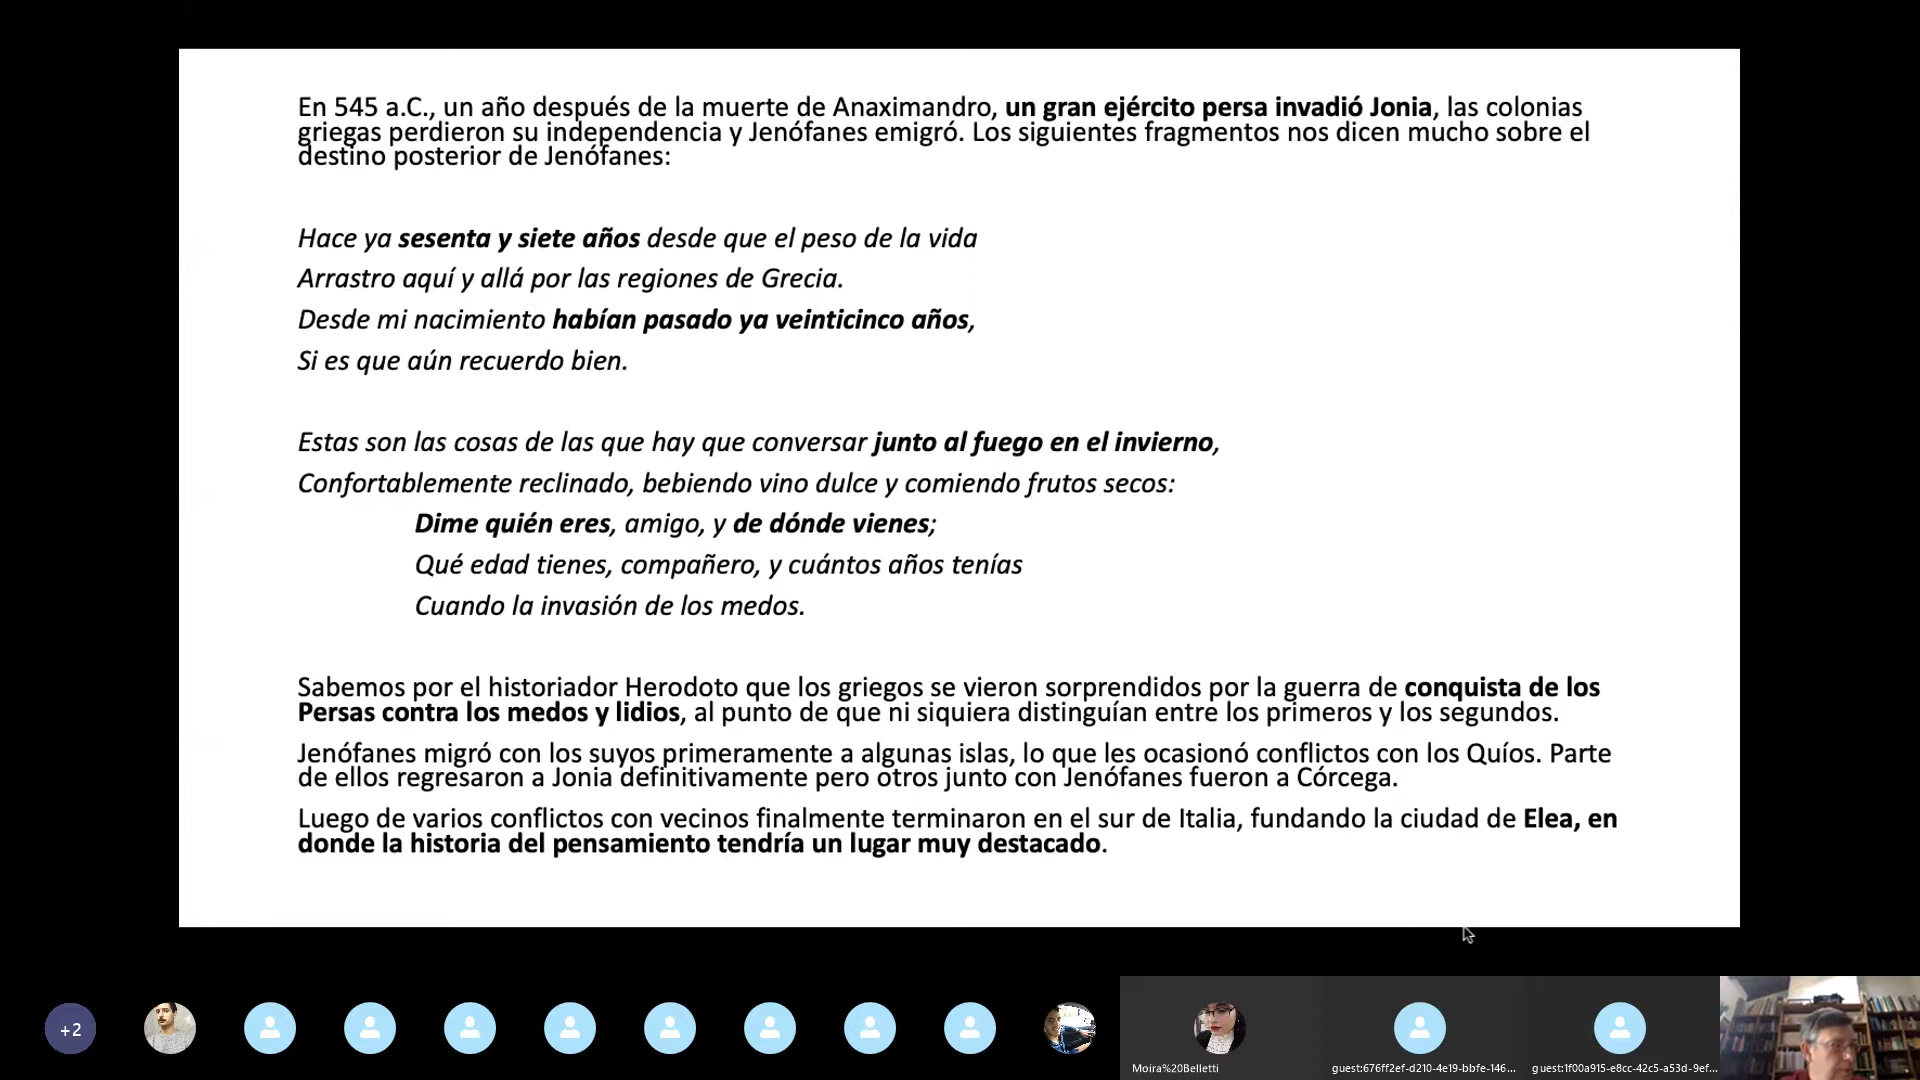 En 545 a.C., un año después de la muerte de Anaximandro, un gran ejército persa invadió Jonia, las colonias
griegas perdieron su independencia y Jenófanes emigró. Los siguientes fragmentos nos dicen mucho sobre el
destino posterior de Jenófanes:
Hace ya sesenta y siete años desde que el peso de la vida
Arrastro aquí y allá por las regiones de Grecia.
Desde mi nacimiento habían pasado ya veinticinco años,
Si es que aún recuerdo bien.
Estas son las cosas de las que hay que conversar junto al fuego en el invierno,
Confortablemente reclinado, bebiendo vino dulce y comiendo frutos secos:
Dime quién eres, amigo, y de dónde vienes;
Qué edad tienes, compañero, y cuántos años tenías
Cuando la invasión de los medos.
Sabemos por el historiador Herodoto que los griegos se vieron sorprendidos por la guerra de conquista de los
Persas contra los medos y lidios, al punto de que ni siquiera distinguían entre los primeros y los segundos.
Jenófanes migró con los suyos primeramente a algunas islas, lo que les ocasionó conflictos con los Quíos. Parte
de ellos regresaron a Jonia definitivamente pero otros junto con Jenófanes fueron a Córcega.
Luego de varios conflictos con vecinos finalmente terminaron en el sur de Italia, fundando la ciudad de Elea, en
donde la historia del pensamiento tendría un lugar muy destacado.
+2
Moira%20Belletti
guest:676ff2ef-d210-4e19-bbfe-146...
guest:1f00a915-e8cc-42c5-a53d-9ef...